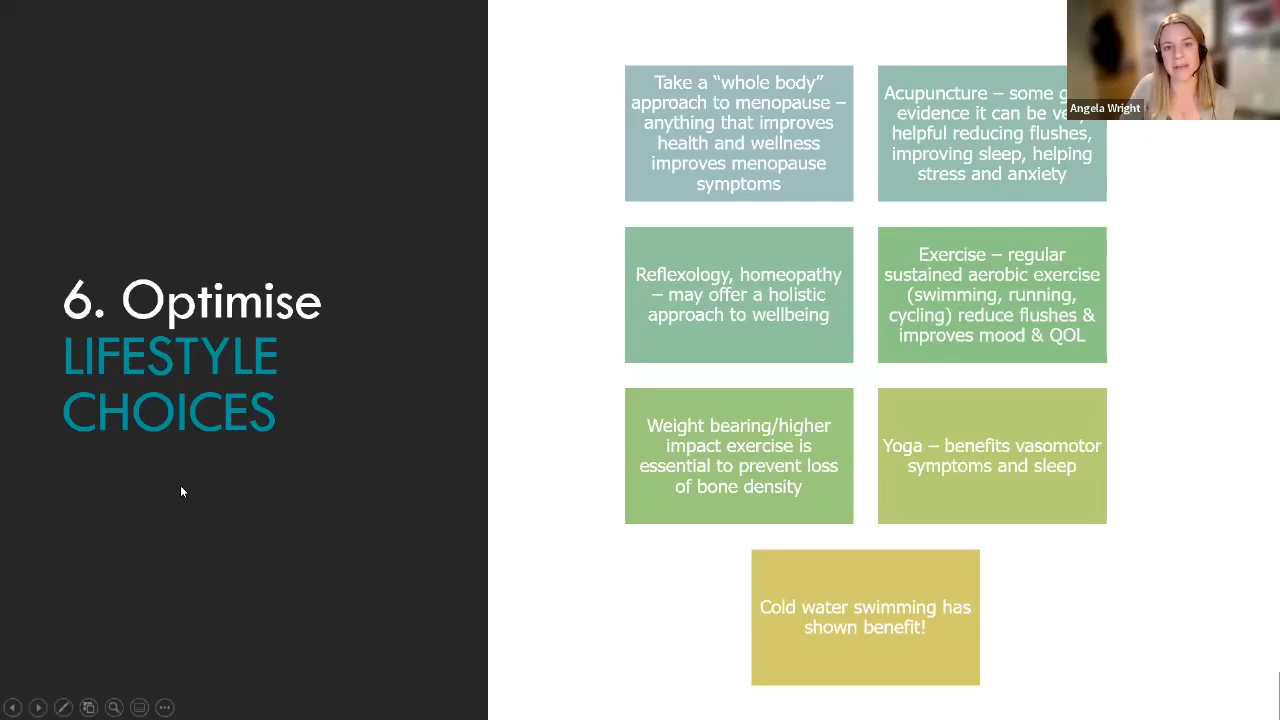 6. Optimise
LIFESTYLE
CHOICES
Take a “whole body”
approach to menopause –
anything that improves
health and wellness
improves menopause
symptoms
Acupuncture – some
evidence it can be
helpful reducing flushes,
improving sleep, helping
stress and anxiety
Reflexology, homeopathy
– may offer a holistic
approach to wellbeing
Exercise – regular
sustained aerobic exercise
(swimming, running,
cycling) reduce flushes &
improves mood & QOL
Weight bearing/higher
impact exercise is
essential to prevent loss
of bone density
Yoga – benefits vasomotor
symptoms and sleep
Cold water swimming has
shown benefit!
Angela Wright